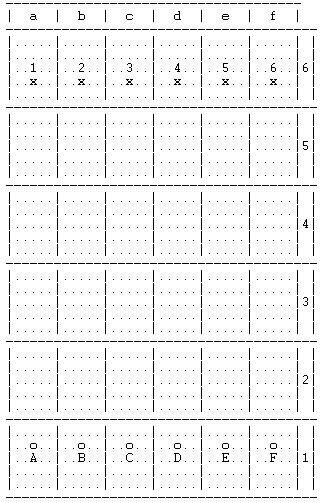 a b c d e f
1 2 3 4 5 6 6
x x x x x x
5
4
3
2
o o o o o o
A B C D E F 1